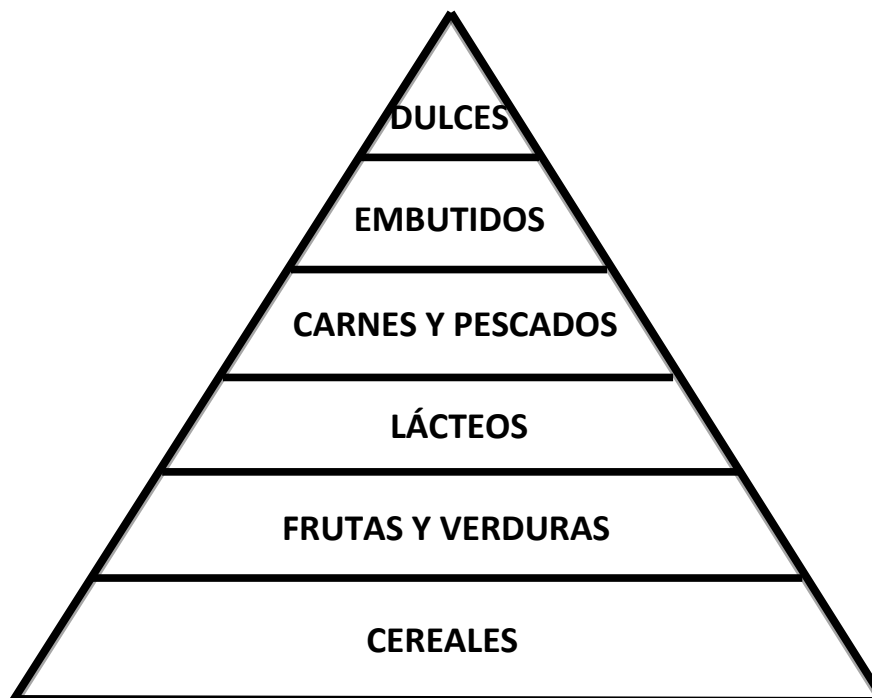 DULCES
EMBUTIDOS
CARNES Y PESCADOS
LÁCTEOS
FRUTAS Y VERDURAS
CEREALES